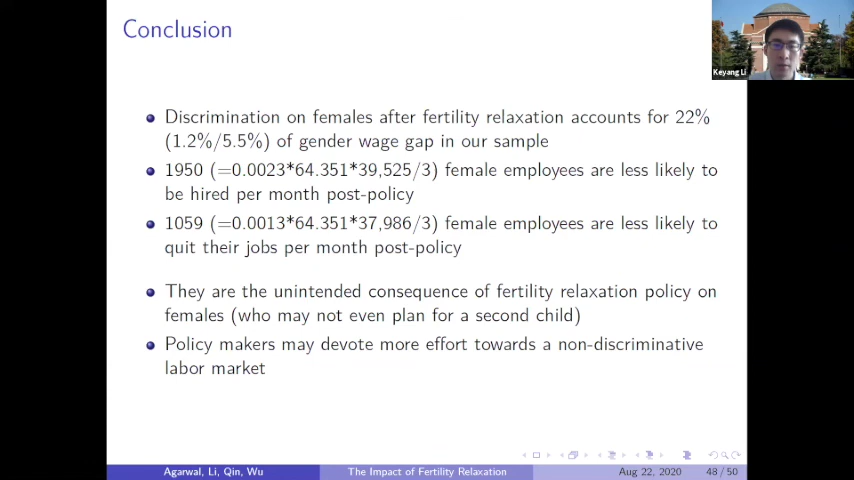 Conclusion
Keyang Li
Discrimination on females after fertility relaxation accounts for 22%
(1.2%/5.5%) of gender wage gap in our sample
1950 (=0.0023*64.351*39,525/3) female employees are less likely to
be hired per month post-policy
1059 (=0.0013*64.351*37,986/3) female employees are less likely to
quit their jobs per month post-policy
They are the unintended consequence of fertility relaxation policy on
females (who may not even plan for a second child)
Policy makers may devote more effort towards a non-discriminative
labor market
Agarwal, Li, Qin, Wu
The Impact of Fertility Relaxation
Aug 22, 2020
48 / 50